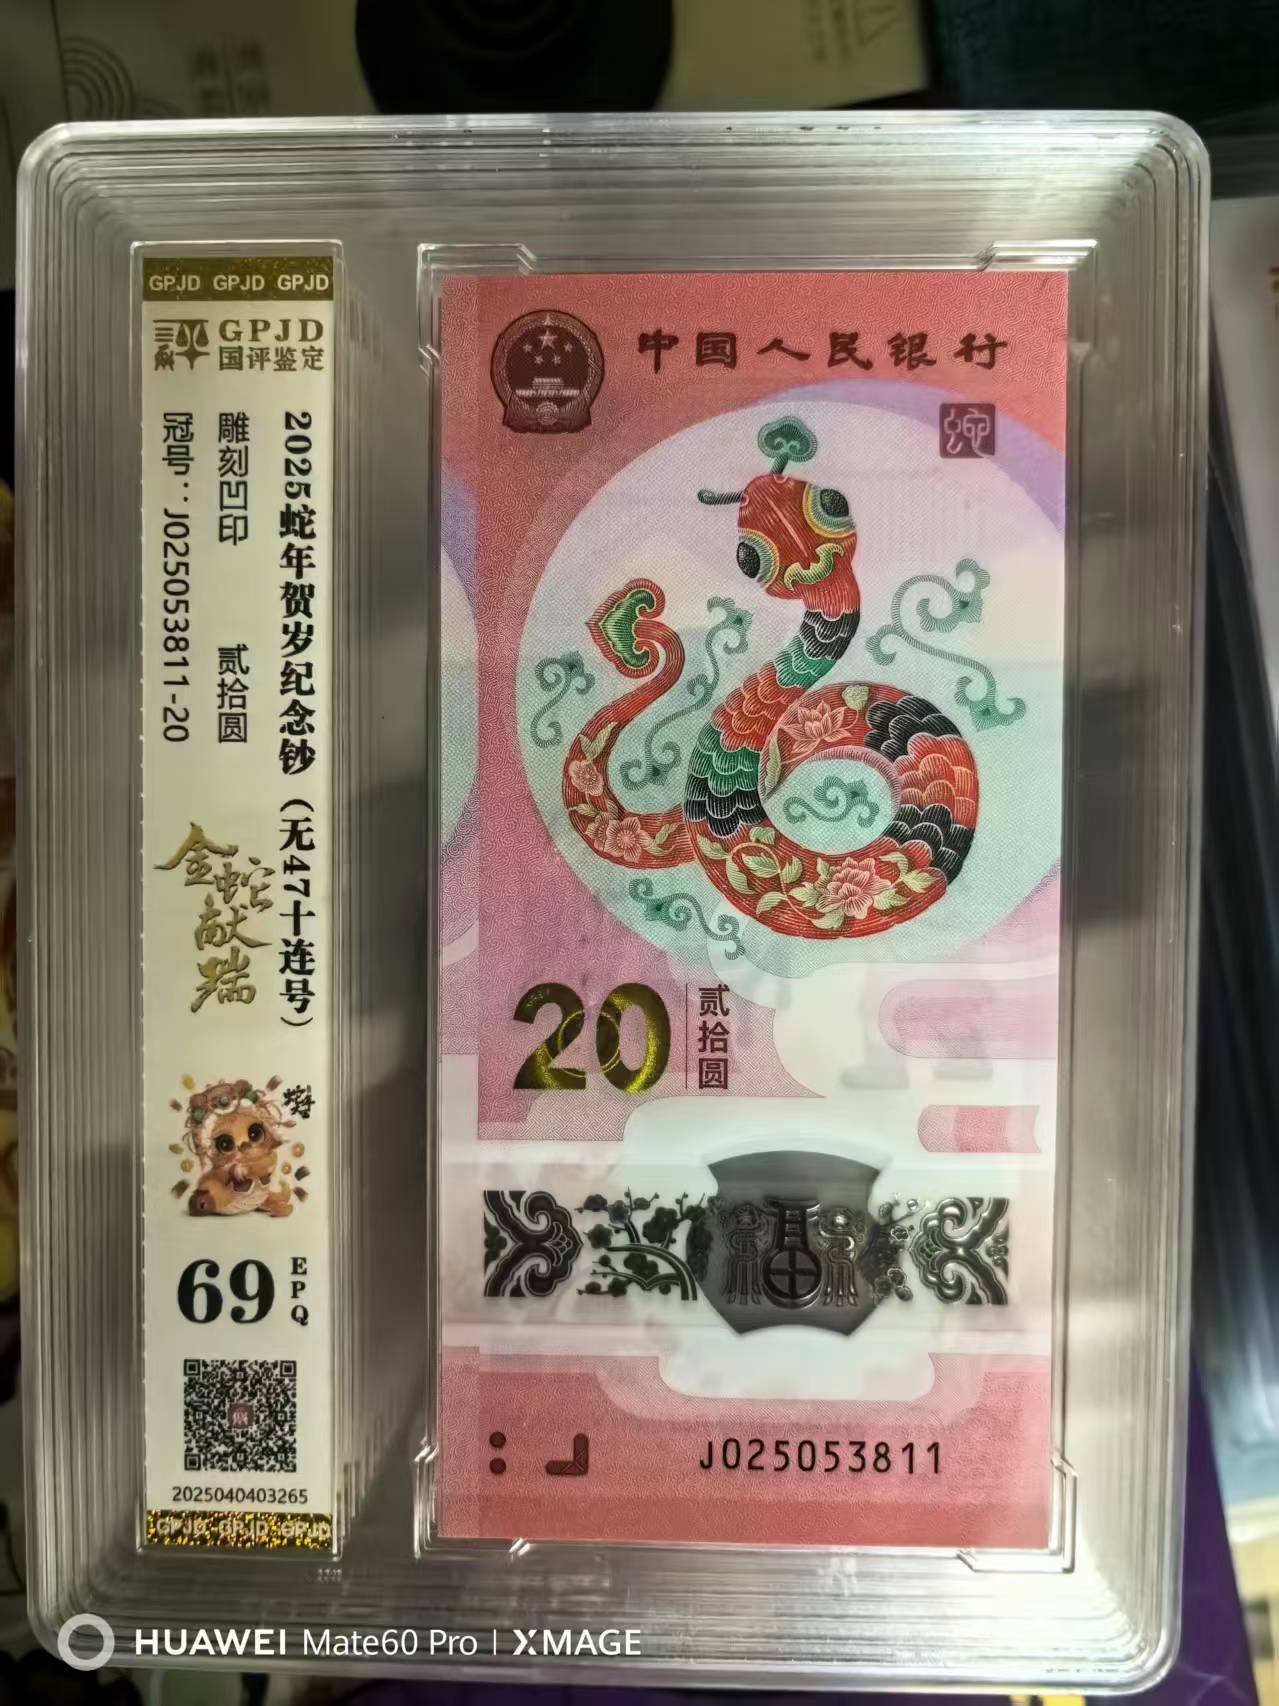 GPJD GPJD GPJD
GPJD
国评鉴定
2025蛇年贺岁纪念钞（无47十连号）
雕刻凹印 贰拾圆
冠号：J025053811-20
金蛇献瑞
69
EPQ
2025040403265
GPJD GPJD GPJD
中国人民银行
20
贰拾圆
J025053811
HUAWEI Mate60 Pro | XMAGE